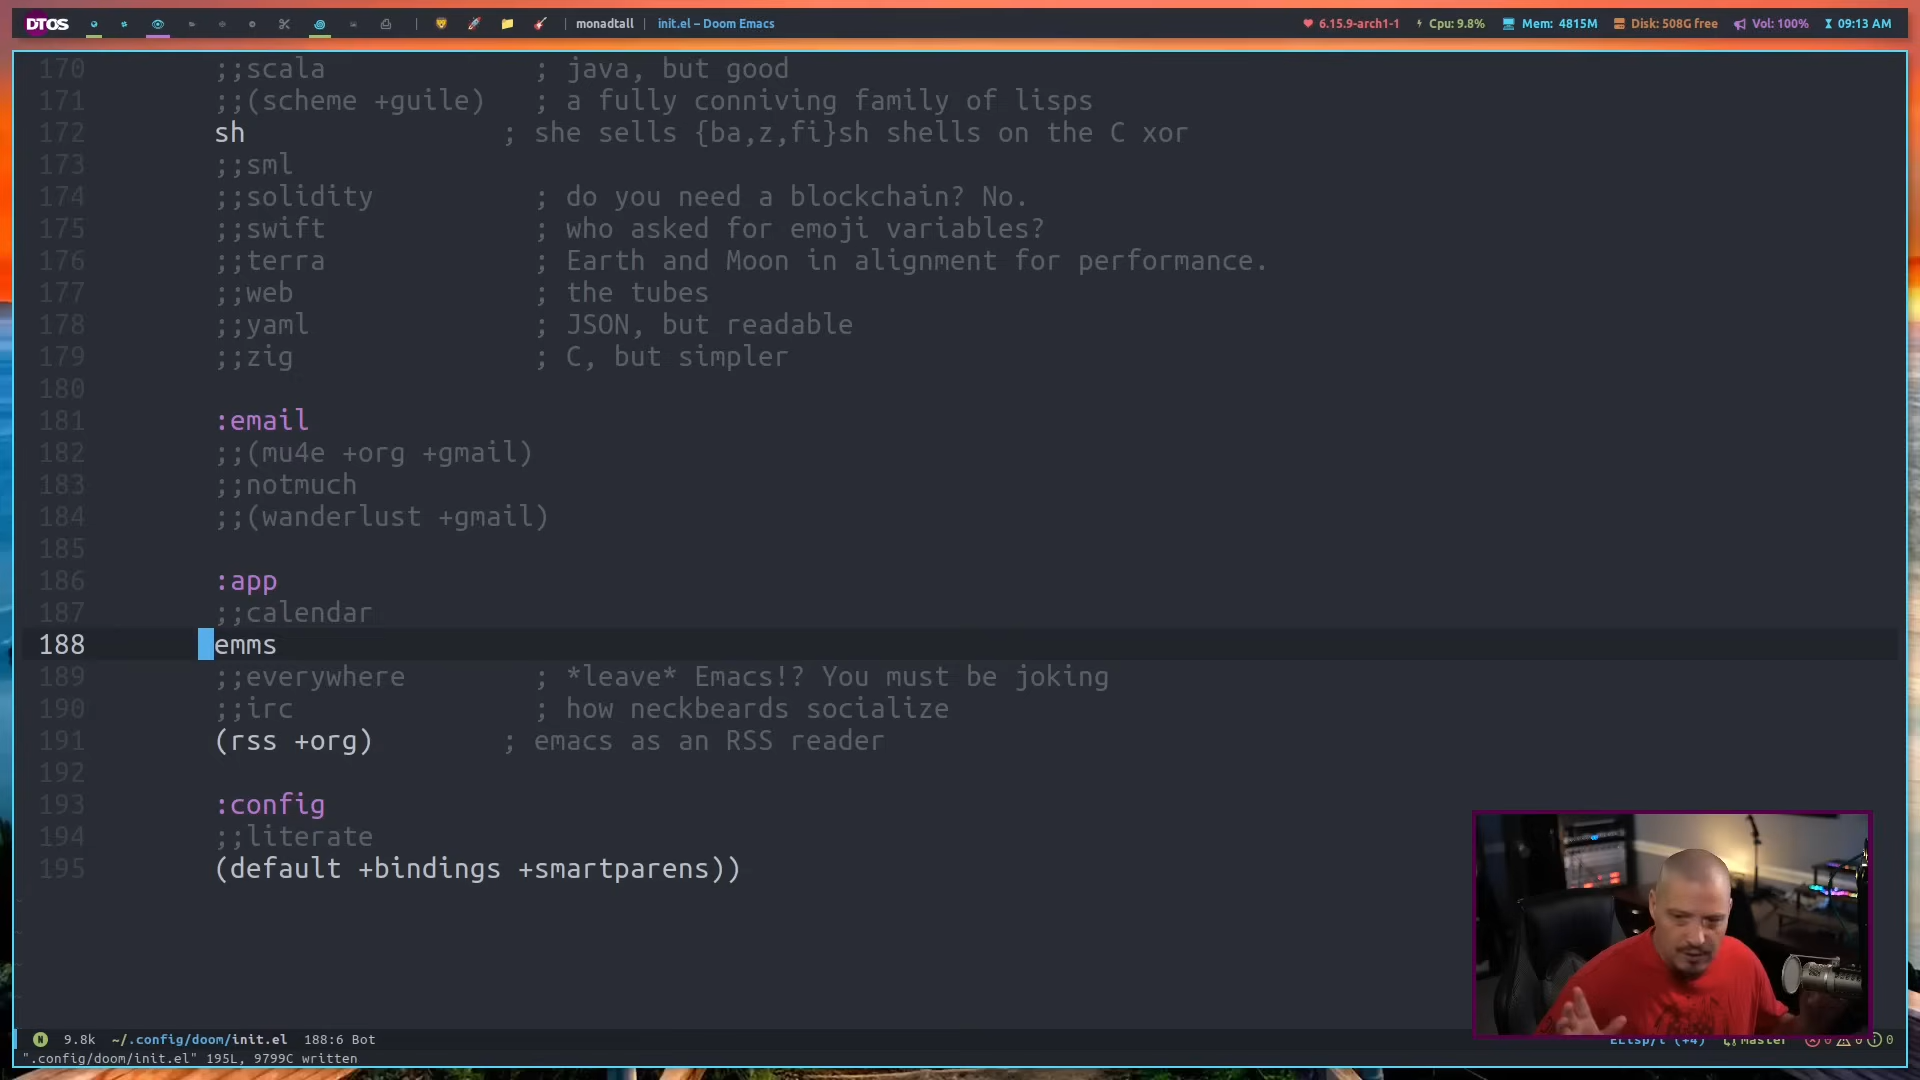 DTOS | monadtall | init.el – Doom Emacs 6.15.9-arch1-1 Cpu: 9.8% Mem: 4815M Disk: 508G free Vol: 100% 09:13 AM
170 ;;scala ; java, but good
171 ;;(scheme +guile) ; a fully conniving family of lisps
172 sh ; she sells {ba,z,fi}sh shells on the C xor
173 ;;sml
174 ;;solidity ; do you need a blockchain? No.
175 ;;swift ; who asked for emoji variables?
176 ;;terra ; Earth and Moon in alignment for performance.
177 ;;web ; the tubes
178 ;;yaml ; JSON, but readable
179 ;;zig ; C, but simpler
180
181 :email
182 ;;(mu4e +org +gmail)
183 ;;notmuch
184 ;;(wanderlust +gmail)
185
186 :app
187 ;;calendar
188 emms
189 ;;everywhere ; *leave* Emacs!? You must be joking
190 ;;irc ; how neckbeards socialize
191 (rss +org) ; emacs as an RSS reader
192
193 :config
194 ;;literate
195 (default +bindings +smartparens))
N 9.8k ~/.config/doom/init.el 188:6 Bot
".config/doom/init.el" 195L, 9799C written